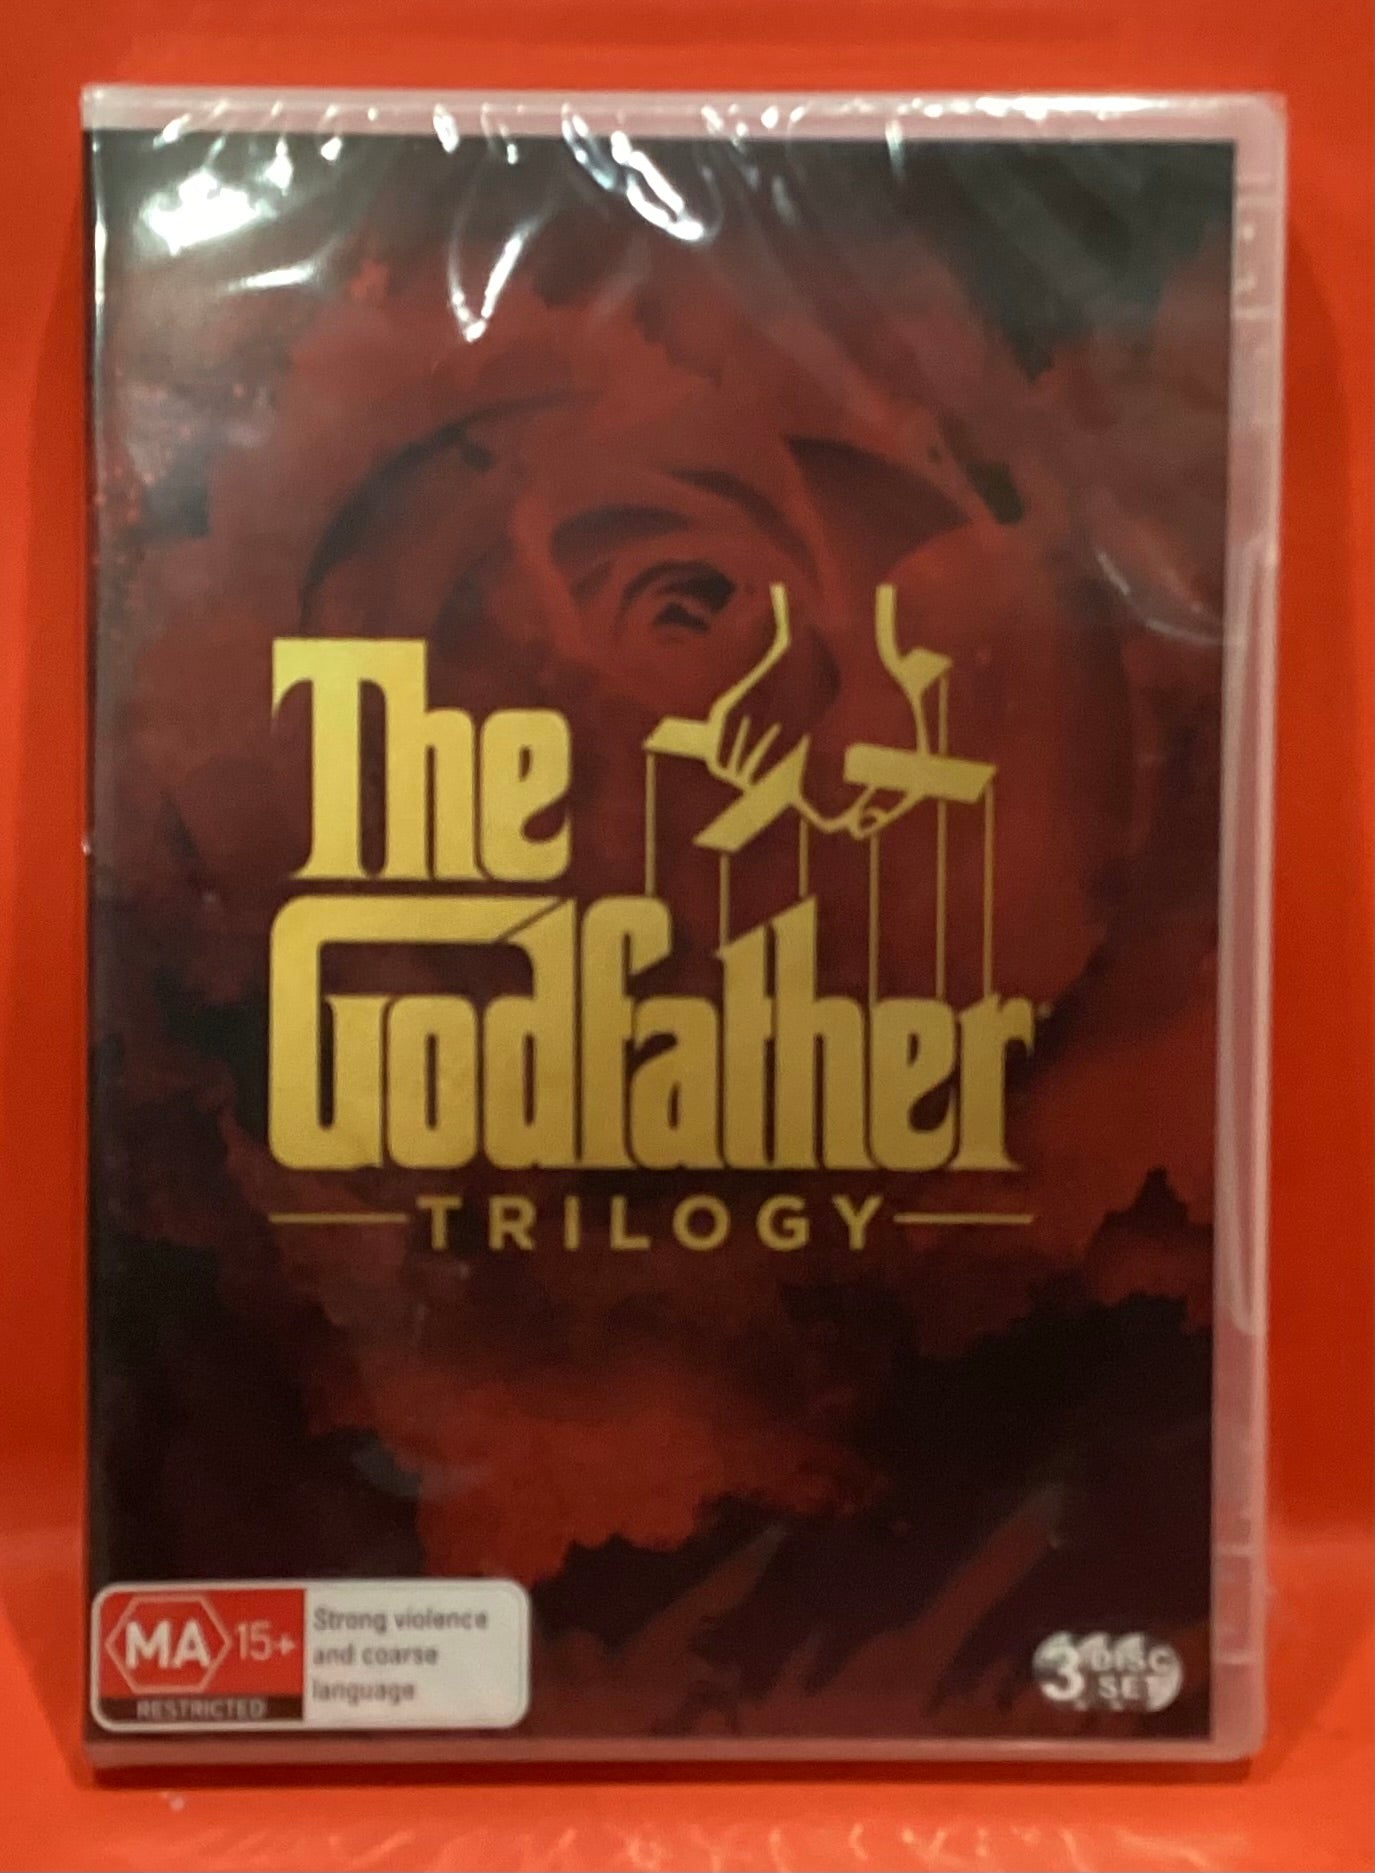 The
Godfather
TRILOGY
MA 15+
RESTRICTED
Strong violence
and coarse
language
3 DISC
SET